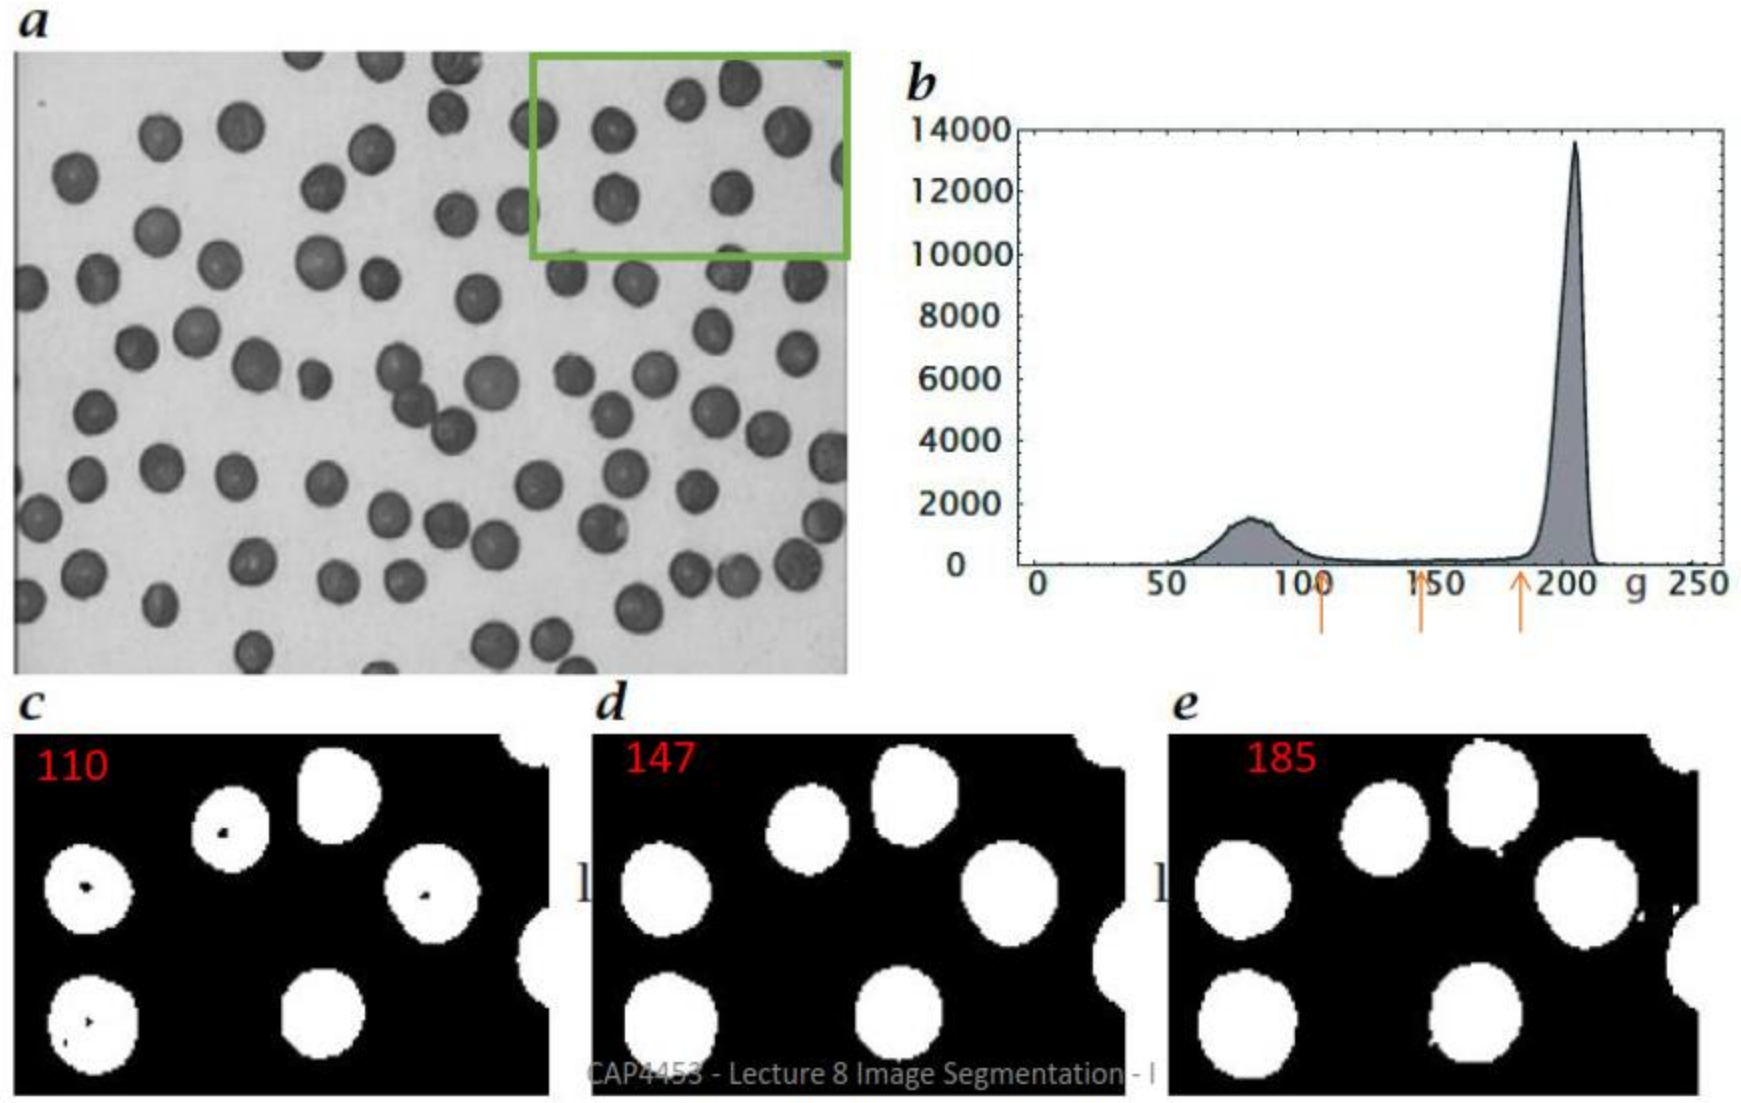 a
b
14000
12000
10000
8000
6000
4000
2000
0
0 50 100 150 200 g 250
c
d
e
110
147
185
l
l
CAP4453 - Lecture 8 Image Segmentation - I